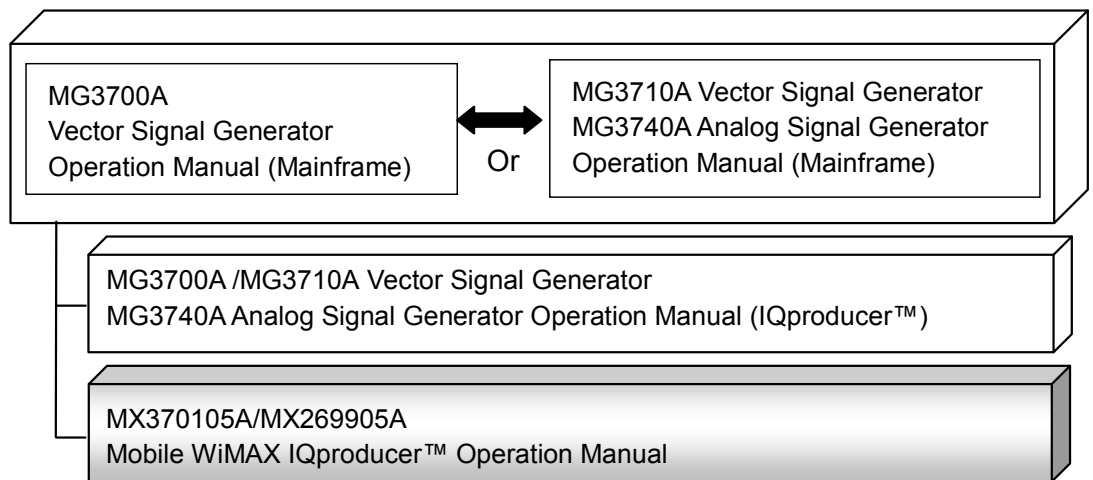 MG3700A
Vector Signal Generator
Operation Manual (Mainframe)
Or
MG3710A Vector Signal Generator
MG3740A Analog Signal Generator
Operation Manual (Mainframe)
MG3700A /MG3710A Vector Signal Generator
MG3740A Analog Signal Generator Operation Manual (IQproducer™)
MX370105A/MX269905A
Mobile WiMAX IQproducer™ Operation Manual